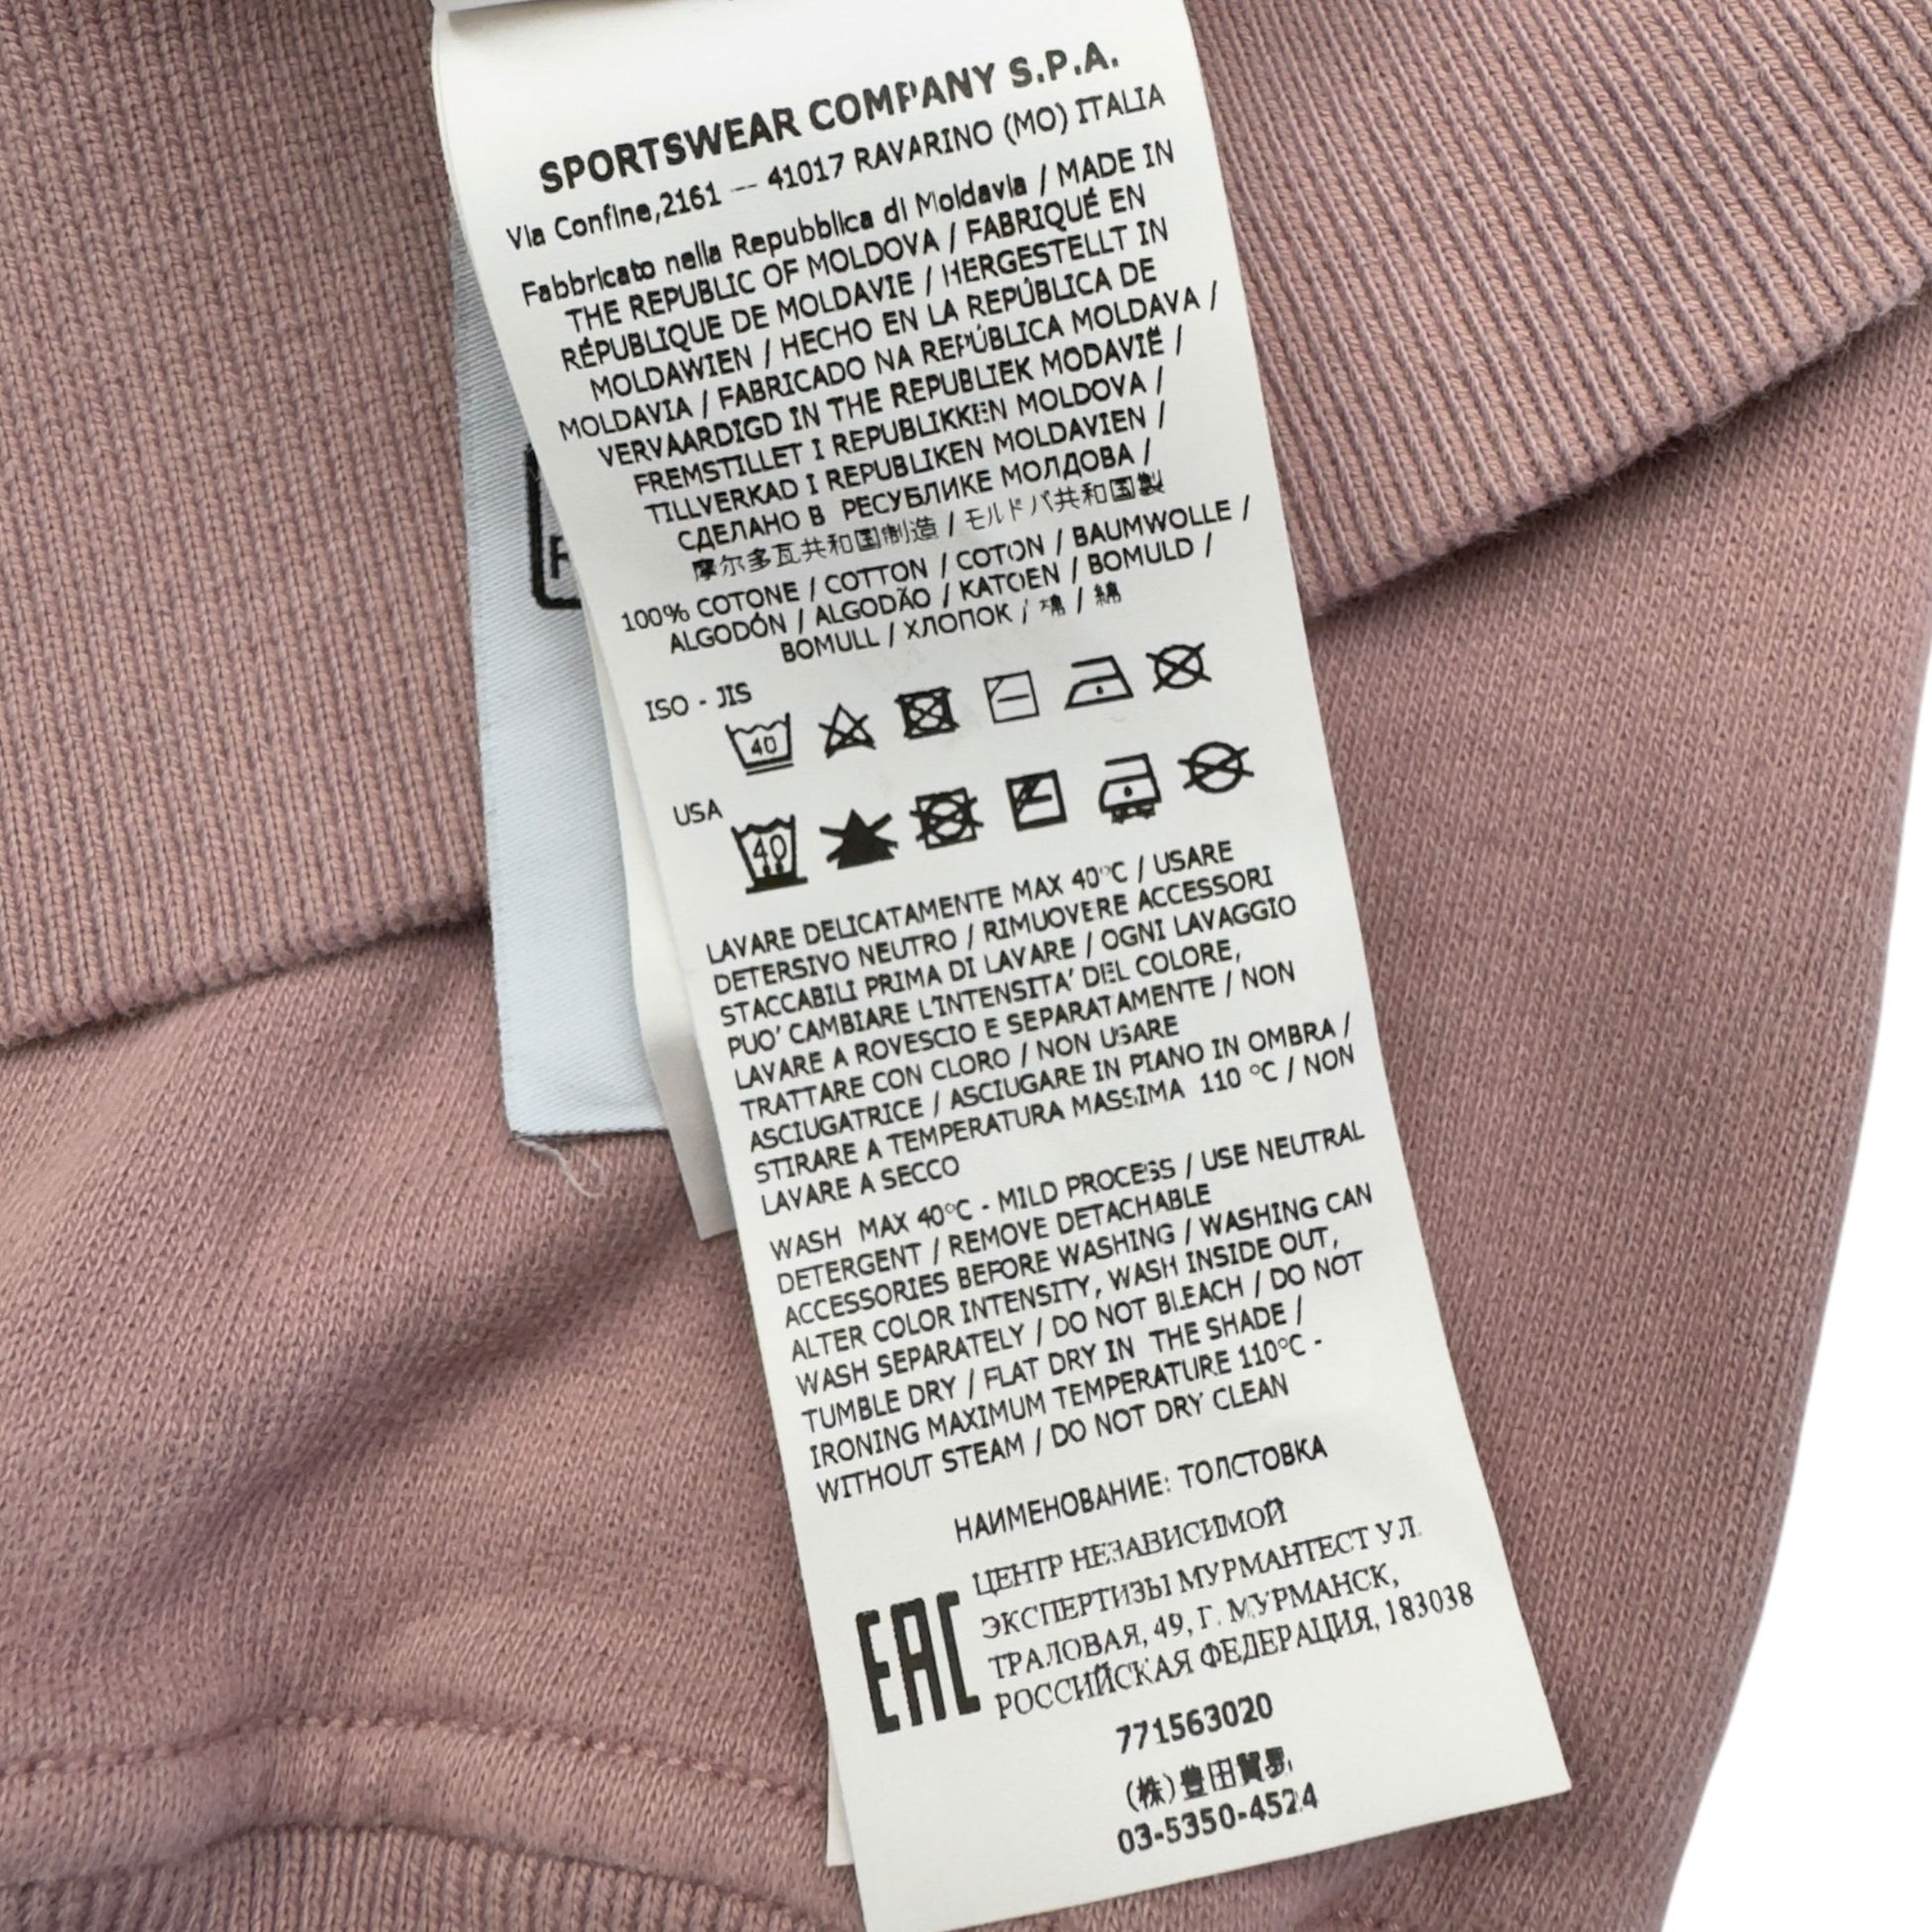 SPORTSWEAR COMPANY S.P.A.
Via Confine,2161 -- 41017 RAVARINO (MO) ITALIA
Fabbricato nella Repubblica di Moldavia / MADE IN
THE REPUBLIC OF MOLDOVA / FABRIQUÉ EN
RÉPUBLIQUE DE MOLDAVIE / HERGESTELLT IN
MOLDAWIEN / HECHO EN LA REPÚBLICA DE
MOLDAVIA / FABRICADO NA REPÚBLICA MOLDAVA /
VERVAARDIGD IN THE REPUBLIEK MODAVIË /
FREMSTILLET I REPUBLIKKEN MOLDOVA /
TILLVERKAD I REPUBLIKEN MOLDAVIEN /
СДЕЛАНО В РЕСУБЛИКЕ МОЛДОВА /
摩尔多瓦共和国制造 / モルドバ共和国製
100% COTONE / COTTON / COTON / BAUMWOLLE /
ALGODÓN / ALGODÃO / KATOEN / BOMULD /
BOMULL / ХЛОПОК / 棉 / 綿
ISO - JIS
40
USA
40
LAVARE DELICATAMENTE MAX 40°C / USARE
DETERSIVO NEUTRO / RIMUOVERE ACCESSORI
STACCABILI PRIMA DI LAVARE / OGNI LAVAGGIO
PUO' CAMBIARE L'INTENSITA' DEL COLORE,
LAVARE A ROVESCIO E SEPARATAMENTE / NON
TRATTARE CON CLORO / NON USARE
ASCIUGATRICE / ASCIUGARE IN PIANO IN OMBRA /
STIRARE A TEMPERATURA MASSIMA 110 °C / NON
LAVARE A SECCO
WASH MAX 40°C - MILD PROCESS / USE NEUTRAL
DETERGENT / REMOVE DETACHABLE
ACCESSORIES BEFORE WASHING / WASHING CAN
ALTER COLOR INTENSITY, WASH INSIDE OUT,
WASH SEPARATELY / DO NOT BLEACH / DO NOT
TUMBLE DRY / FLAT DRY IN THE SHADE /
IRONING MAXIMUM TEMPERATURE 110°C -
WITHOUT STEAM / DO NOT DRY CLEAN
НАИМЕНОВАНИЕ: ТОЛСТОВКА
EAC
ЦЕНТР НЕЗАВИСИМОЙ
ЭКСПЕРТИЗЫ МУРМАНТЕСТ УЛ.
ТРАЛОВАЯ, 49, Г. МУРМАНСК,
РОССИЙСКАЯ ФЕДЕРАЦИЯ, 183038
771563020
(株)豊田貿易
03-5350-4524